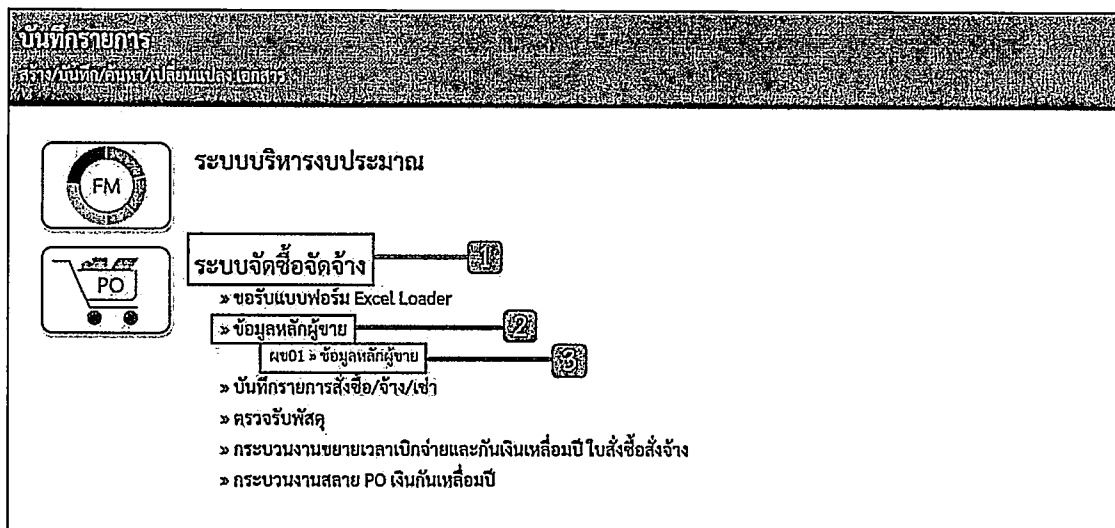 บันทึกรายการ
สร้าง/บันทึก/ค้นหา/เปลี่ยนแปลง เอกสาร
FM
ระบบบริหารงบประมาณ
PO
ระบบจัดซื้อจัดจ้าง
1
» ขอรับแบบฟอร์ม Excel Loader
» ข้อมูลหลักผู้ขาย
2
ผข01 » ข้อมูลหลักผู้ขาย
3
» บันทึกรายการสั่งซื้อ/จ้าง/เช่า
» ตรวจรับพัสดุ
» กระบวนงานขยายเวลาเบิกจ่ายและกันเงินเหลื่อมปี ใบสั่งซื้อสั่งจ้าง
» กระบวนงานสลาย PO เงินกันเหลื่อมปี